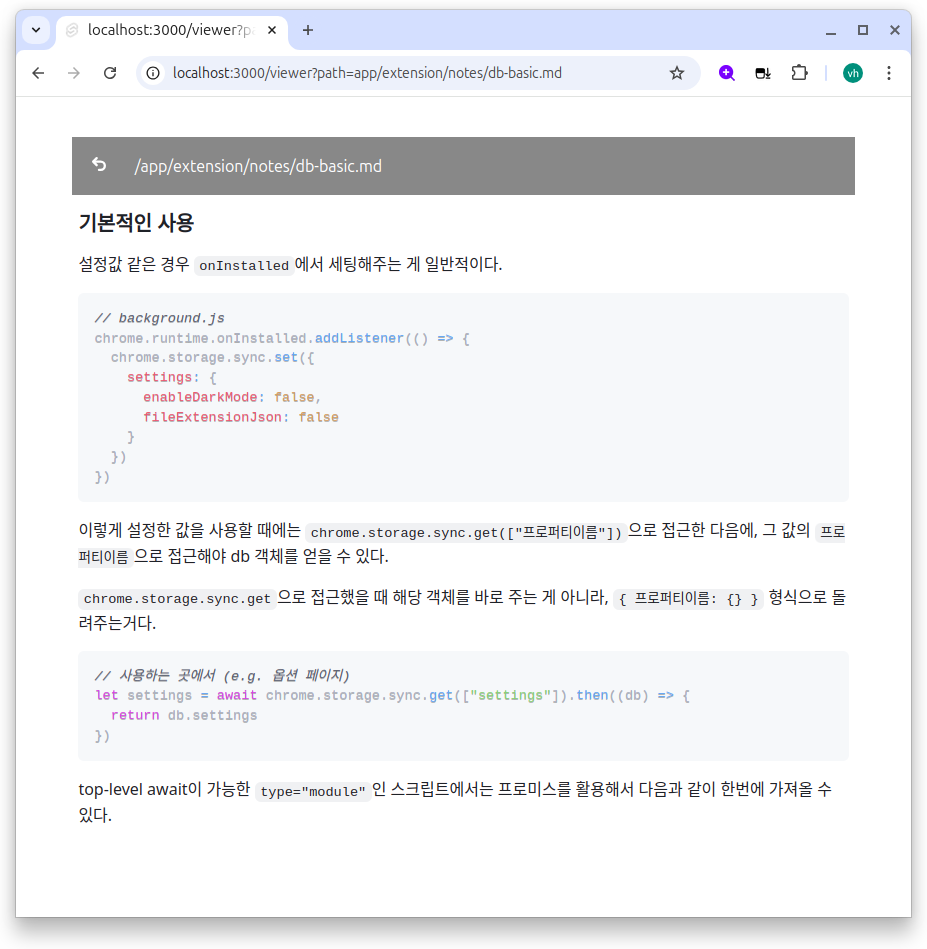 localhost:3000/viewer?p
localhost:3000/viewer?path=app/extension/notes/db-basic.md
vh
/app/extension/notes/db-basic.md
기본적인 사용
설정값 같은 경우 onInstalled 에서 세팅해주는 게 일반적이다.
// background.js
chrome.runtime.onInstalled.addListener(() => {
  chrome.storage.sync.set({
    settings: {
      enableDarkMode: false,
      fileExtensionJson: false
    }
  })
})
이렇게 설정한 값을 사용할 때에는 chrome.storage.sync.get(["프로퍼티이름"]) 으로 접근한 다음에, 그 값의 프로
퍼티이름 으로 접근해야 db 객체를 얻을 수 있다.
chrome.storage.sync.get 으로 접근했을 때 해당 객체를 바로 주는 게 아니라, { 프로퍼티이름: {} } 형식으로 돌
려주는거다.
// 사용하는 곳에서 (e.g. 옵션 페이지)
let settings = await chrome.storage.sync.get(["settings"]).then((db) => {
  return db.settings
})
top-level await이 가능한 type="module" 인 스크립트에서는 프로미스를 활용해서 다음과 같이 한번에 가져올 수
있다.